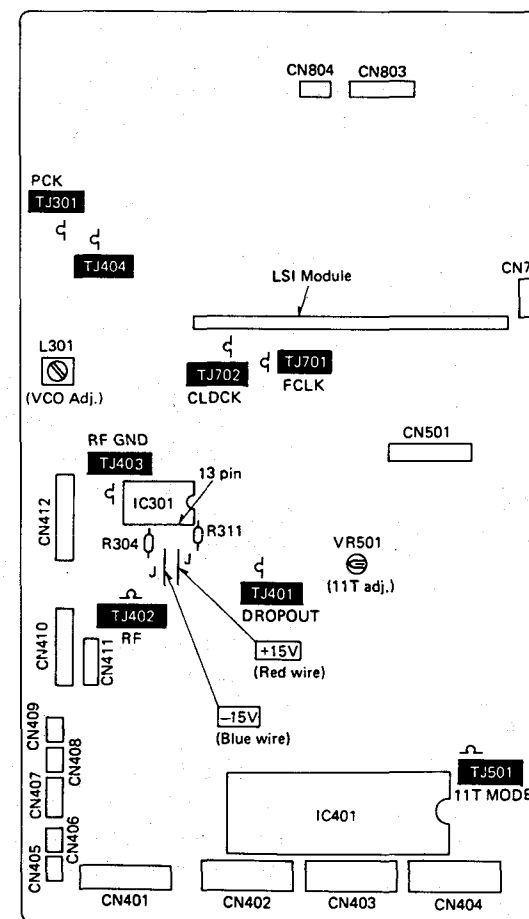 CN804 CN803
PCK
TJ301
TJ404
LSI Module
CN7
L301
(VCO Adj.)
TJ702
CLDCK
TJ701
FCLK
CN501
RF GND
TJ403
13 pin
IC301
CN412
R304
R311
VR501
(11T adj.)
J J
TJ401
DROPOUT
TJ402
RF
CN410
CN411
+15V
(Red wire)
-15V
(Blue wire)
CN409
CN408
CN407
CN406
CN405
TJ501
11T MODE
IC401
CN401 CN402 CN403 CN404